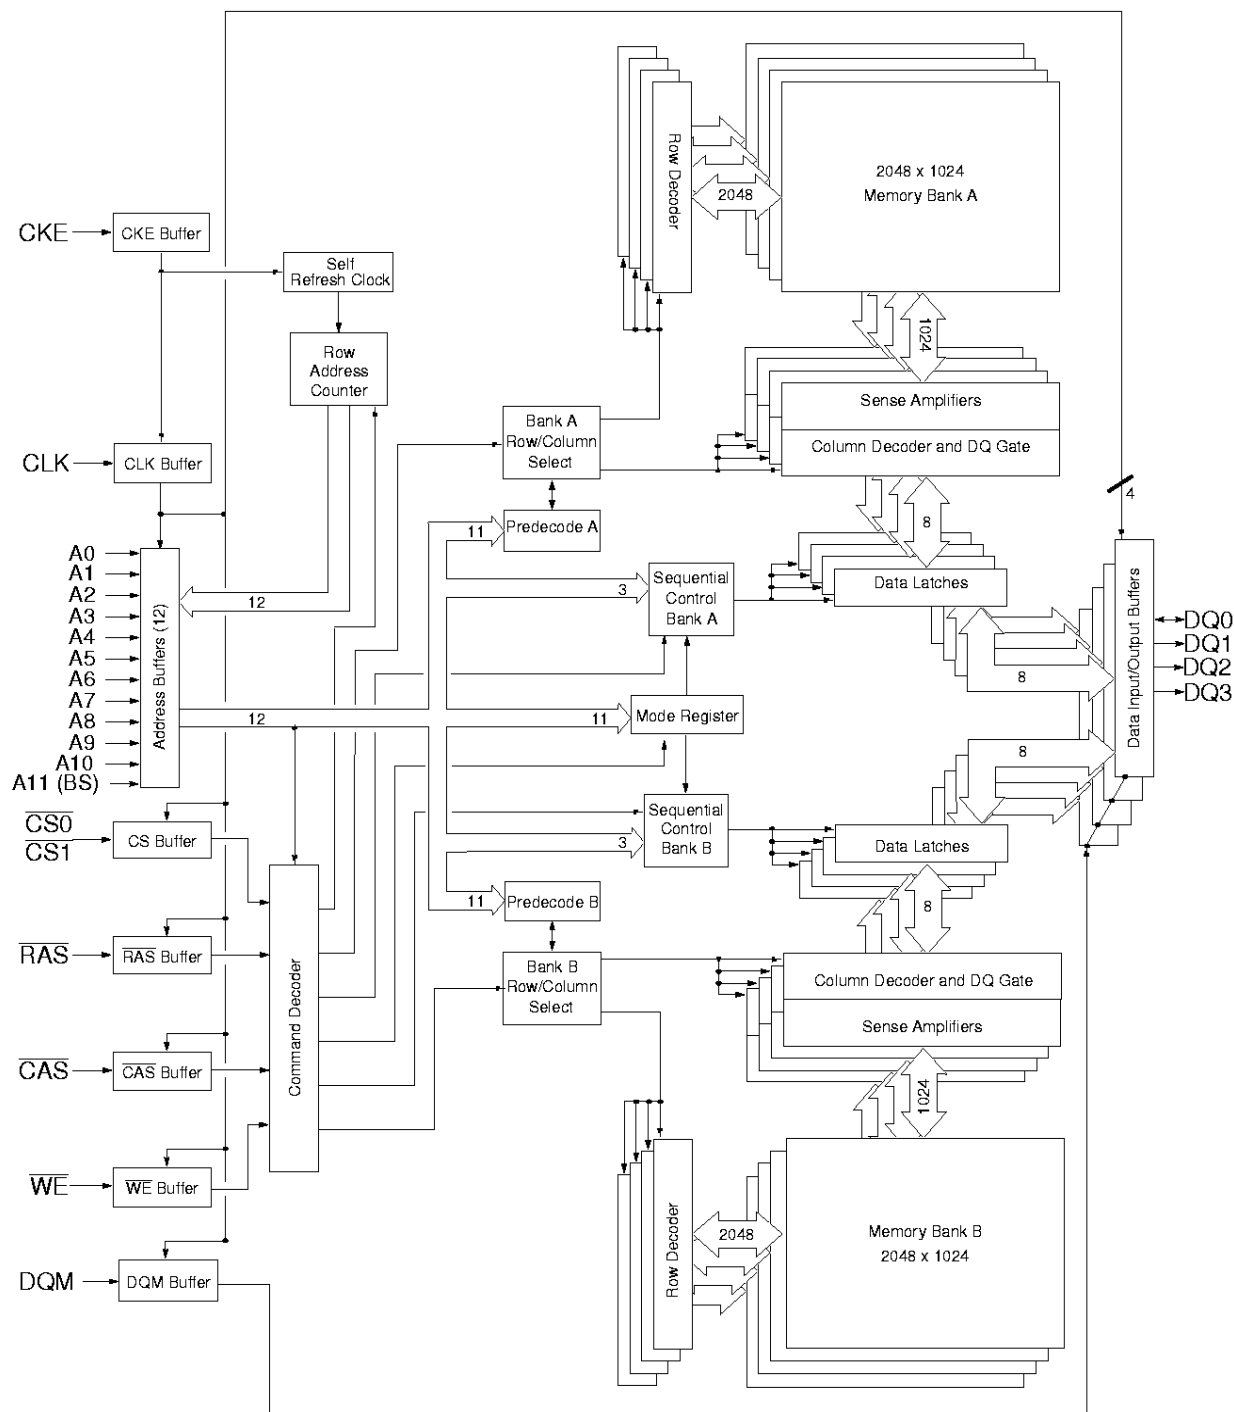 CKE
CKE Buffer
Self
Refresh Clock
Row
Address
Counter
CLK
CLK Buffer
A0
A1
A2
A3
A4
A5
A6
A7
A8
A9
A10
A11 (BS)
Address Buffers (12)
12
12
CS0
CS1
CS Buffer
RAS
RAS Buffer
CAS
CAS Buffer
WE
WE Buffer
DQM
DQM Buffer
Command Decoder
Bank A
Row/Column
Select
11
Predecode A
3
Sequential
Control
Bank A
11
Mode Register
Sequential
Control
Bank B
3
11
Predecode B
Bank B
Row/Column
Select
Row Decoder
2048
2048 x 1024
Memory Bank A
1024
Sense Amplifiers
Column Decoder and DQ Gate
8
Data Latches
8
4
Data Input/Output Buffers
DQ0
DQ1
DQ2
DQ3
8
Data Latches
8
Column Decoder and DQ Gate
Sense Amplifiers
1024
Row Decoder
2048
Memory Bank B
2048 x 1024